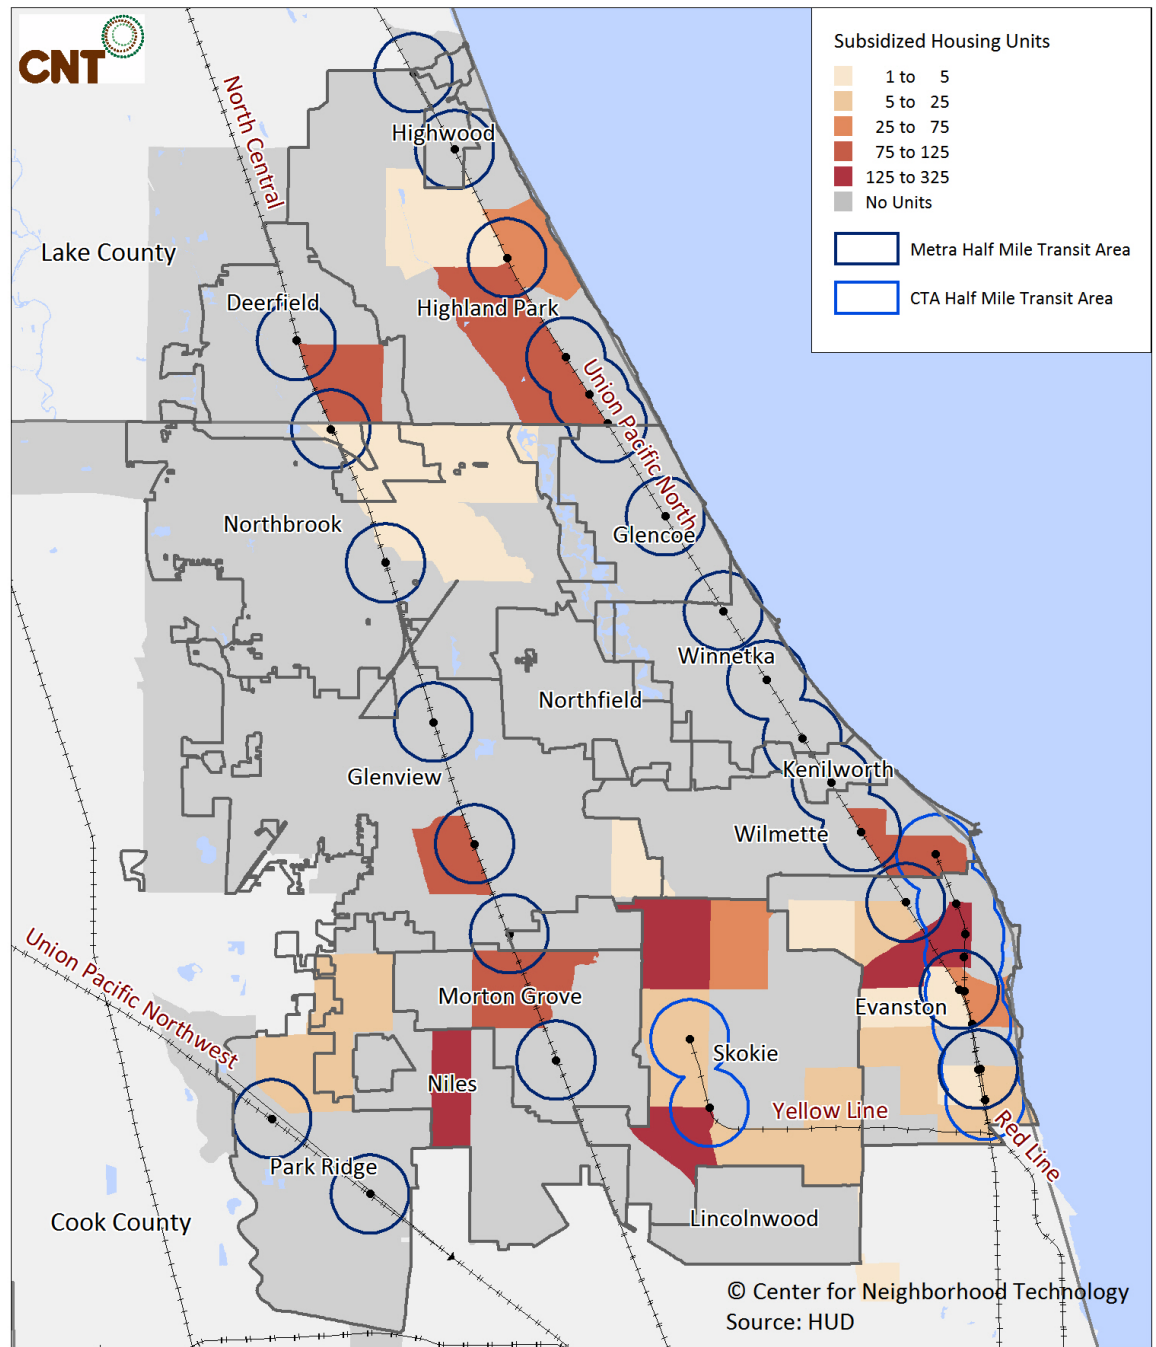 CNT
Subsidized Housing Units
1 to 5
5 to 25
25 to 75
75 to 125
125 to 325
No Units
Metra Half Mile Transit Area
CTA Half Mile Transit Area
North Central
Highwood
Lake County
Deerfield
Highland Park
Union Pacific North
Northbrook
Glencoe
Winnetka
Northfield
Glenview
Kenilworth
Wilmette
Union Pacific Northwest
Morton Grove
Evanston
Skokie
Niles
Yellow Line
Red Line
Park Ridge
Cook County
Lincolnwood
© Center for Neighborhood Technology
Source: HUD